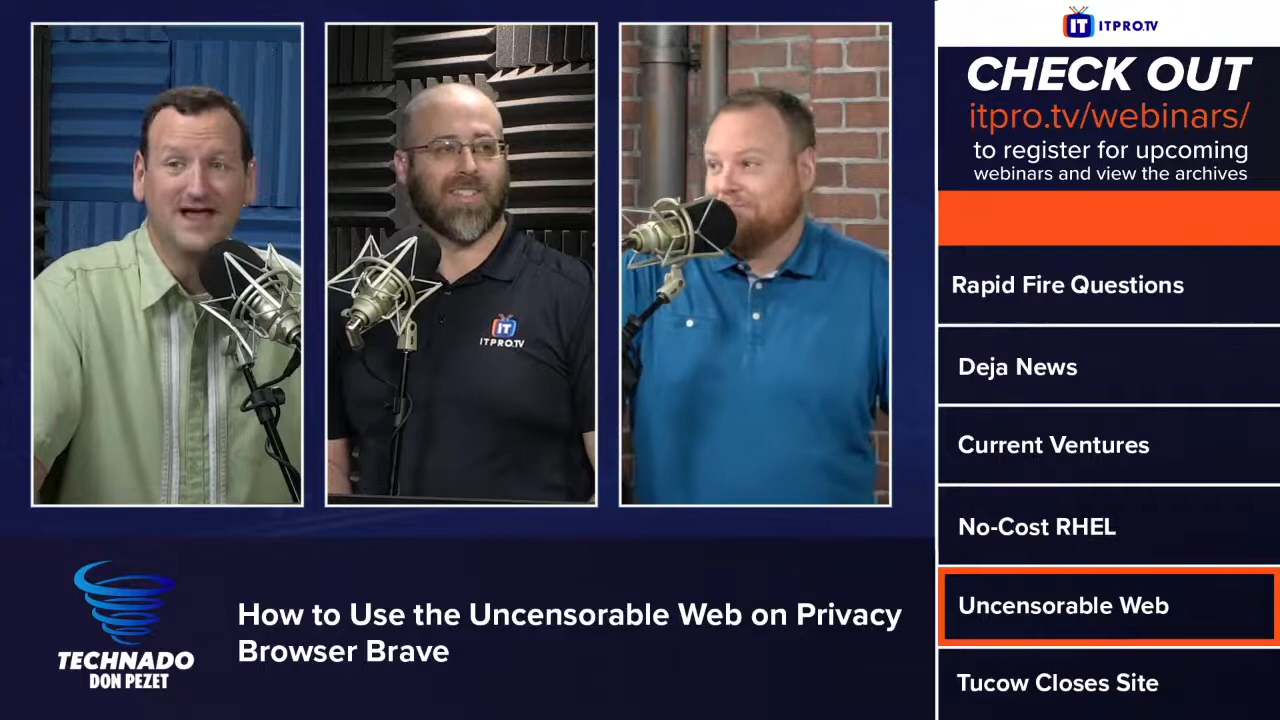 IT
ITPRO.TV
CHECK OUT
itpro.tv/webinars/
to register for upcoming
webinars and view the archives
Rapid Fire Questions
Deja News
Current Ventures
No-Cost RHEL
Uncensorable Web
Tucow Closes Site
IT
ITPRO.TV
How to Use the Uncensorable Web on Privacy
Browser Brave
TECHNADO
DON PEZET